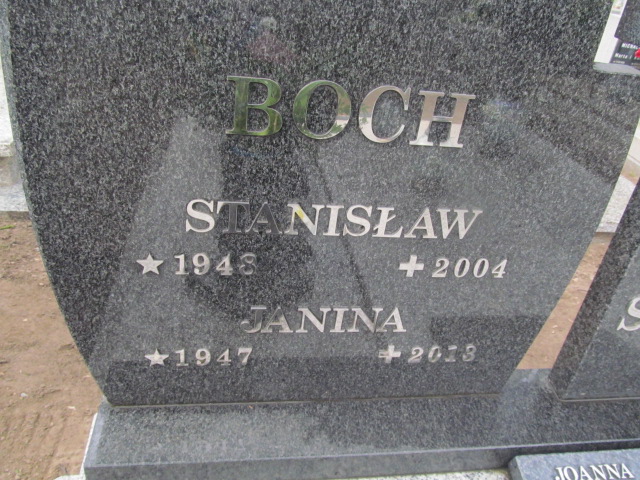 BOCH
STANISŁAW
★ 1948 + 2004
JANINA
★ 1947 + 2013
JOANNA